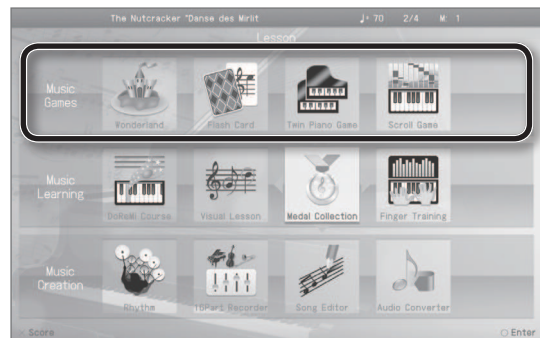 The Nutcracker "Danse des Mirlit ♩= 70 2/4 M: 1
Lesson
Music Games
Wonderland Flash Card Twin Piano Game Scroll Game
Music Learning
DoReMi Course Visual Lesson Medal Collection Finger Training
Music Creation
Rhythm 16Part Recorder Song Editor Audio Converter
× Score ○ Enter